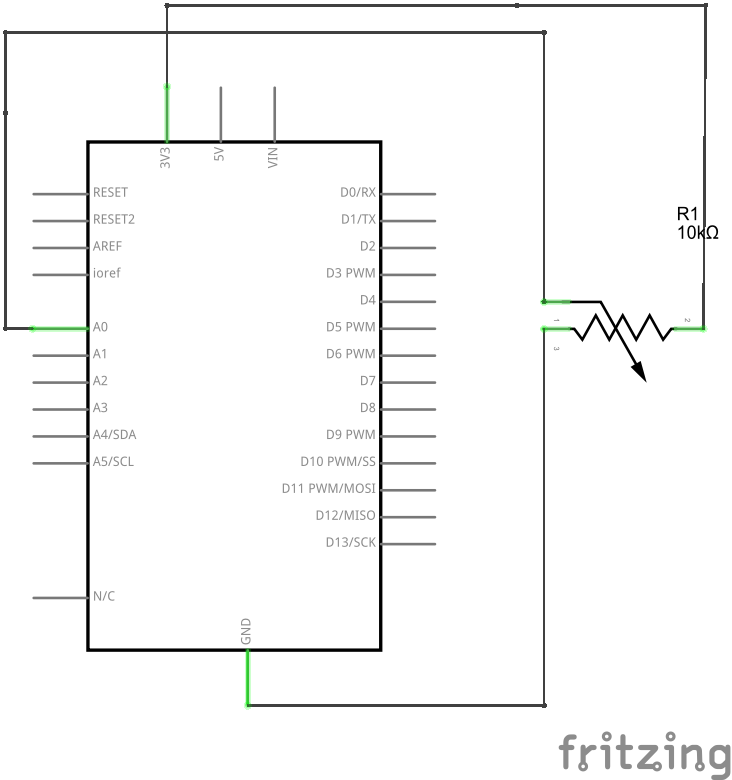 3V3
5V
VIN
RESET
RESET2
AREF
ioref
A0
A1
A2
A3
A4/SDA
A5/SCL
N/C
D0/RX
D1/TX
D2
D3 PWM
D4
D5 PWM
D6 PWM
D7
D8
D9 PWM
D10 PWM/SS
D11 PWM/MOSI
D12/MISO
D13/SCK
GND
R1
10kΩ
1
2
3
fritzing